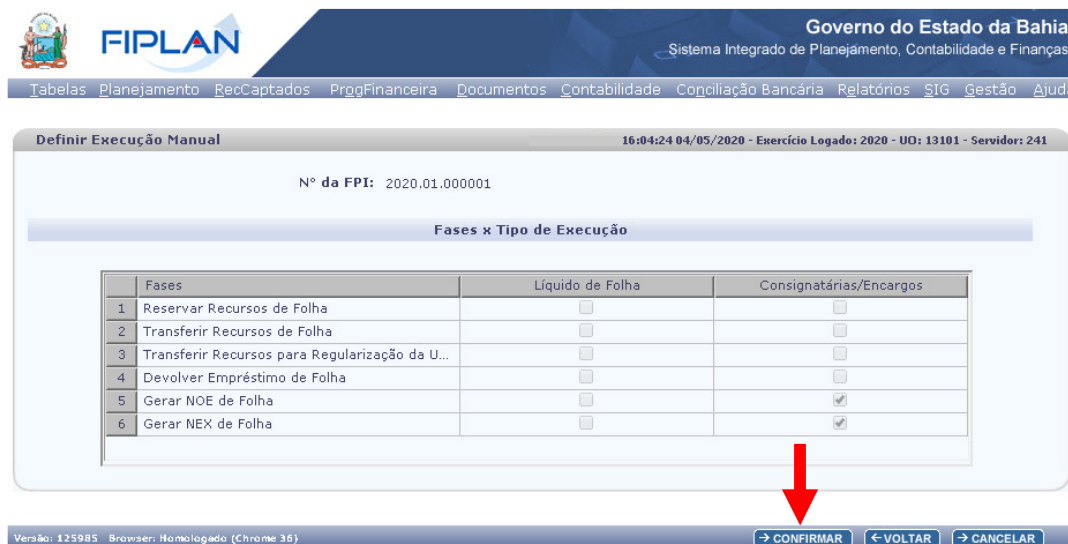 FIPLAN
Governo do Estado da Bahia
Sistema Integrado de Planejamento, Contabilidade e Finanças
Tabelas Planejamento RecCaptados ProgFinanceira Documentos Contabilidade Conciliação Bancária Relatórios SIG Gestão Ajud
Definir Execução Manual 16:04:24 04/05/2020 - Exercício Logado: 2020 - UO: 13101 - Servidor: 241
Nº da FPI: 2020.01.000001
Fases x Tipo de Execução
Fases Líquido de Folha Consignatárias/Encargos
1 Reservar Recursos de Folha
2 Transferir Recursos de Folha
3 Transferir Recursos para Regularização da U...
4 Devolver Empréstimo de Folha
5 Gerar NOE de Folha
6 Gerar NEX de Folha
Versão: 125985 Browser: Homologado (Chrome 36) CONFIRMAR VOLTAR CANCELAR